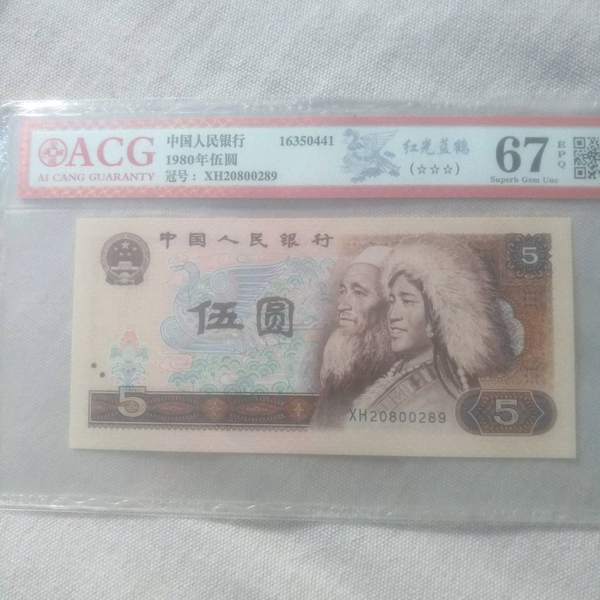 ACG
AI CANG GUARANTY
中国人民银行 16350441
1980年伍圆
冠号： XH20800289
红光蓝鹤
(☆☆☆)
67 EPQ
Superb Gem Unc
中国人民银行
5
伍圆
5
XH20800289
5